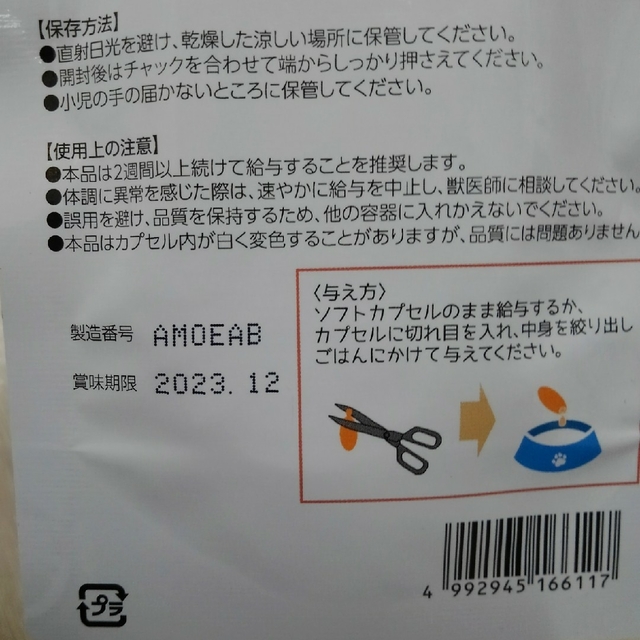 【保存方法】
●直射日光を避け、乾燥した涼しい場所に保管してください。
●開封後はチャックを合わせて端からしっかり押さえてください。
●小児の手の届かないところに保管してください。
【使用上の注意】
●本品は2週間以上続けて給与することを推奨します。
●体調に異常を感じた際は、速やかに給与を中止し、獣医師に相談してください。
●誤用を避け、品質を保持するため、他の容器に入れかえないでください。
●本品はカプセル内が白く変色することがありますが、品質には問題ありません
〈与え方〉
ソフトカプセルのまま給与するか、
カプセルに切れ目を入れ、中身を絞り出し
ごはんにかけて与えてください。
製造番号 AMOEAB
賞味期限 2023.12
4 992945 166117
プラ